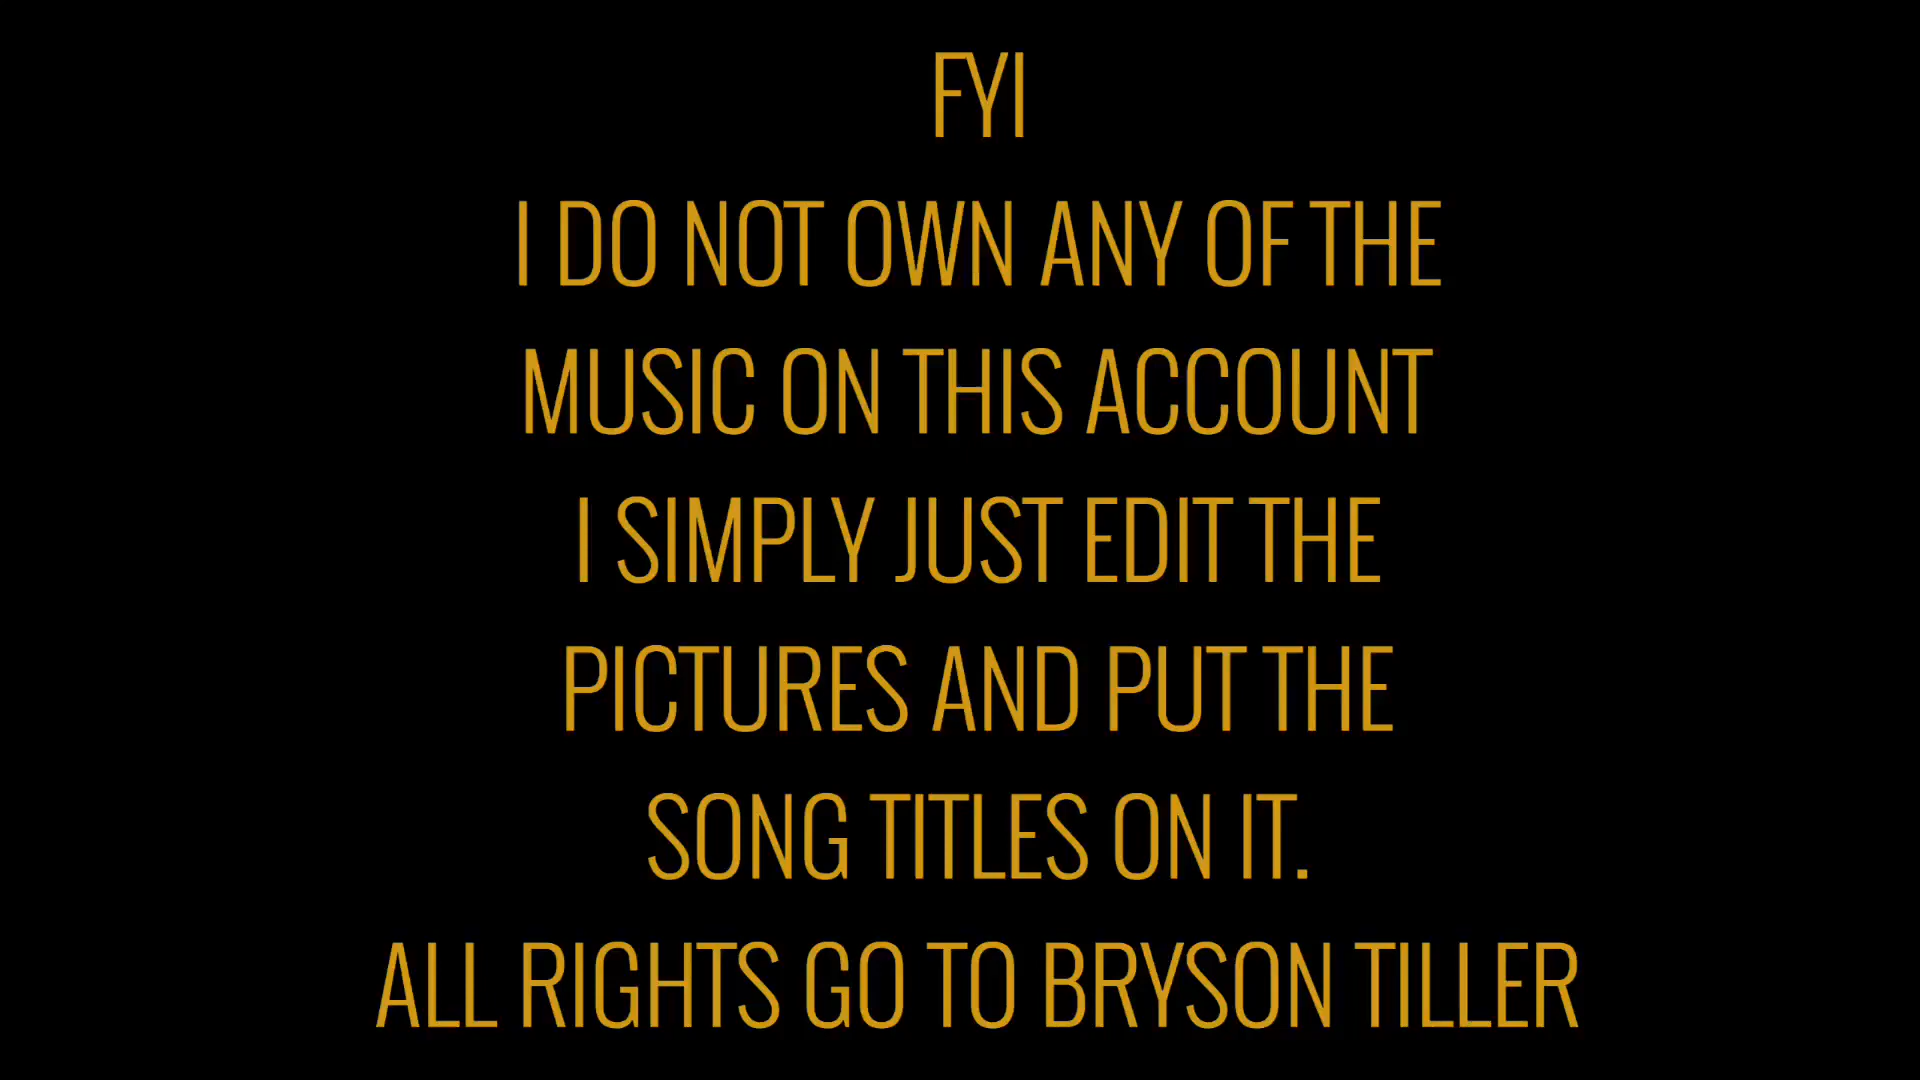 FYI
I DO NOT OWN ANY OF THE
MUSIC ON THIS ACCOUNT
I SIMPLY JUST EDIT THE
PICTURES AND PUT THE
SONG TITLES ON IT.
ALL RIGHTS GO TO BRYSON TILLER